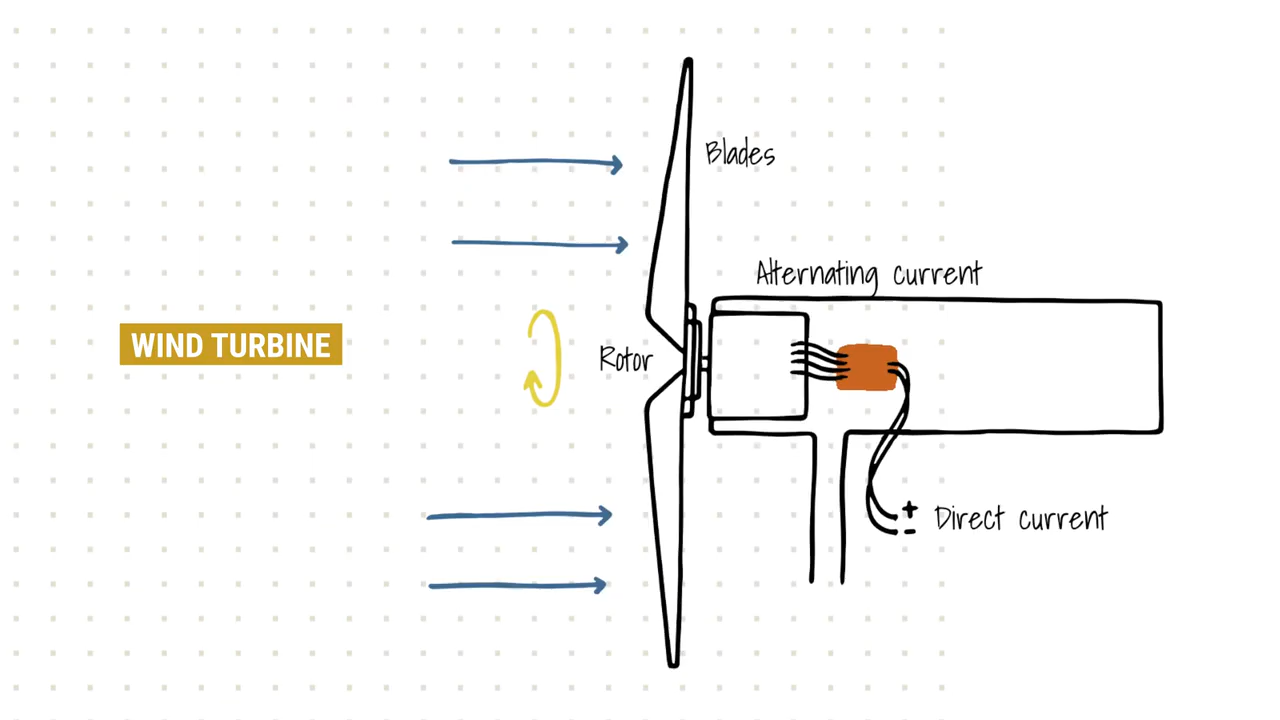 Blades
Alternating current
WIND TURBINE
Rotor
+
-
Direct current